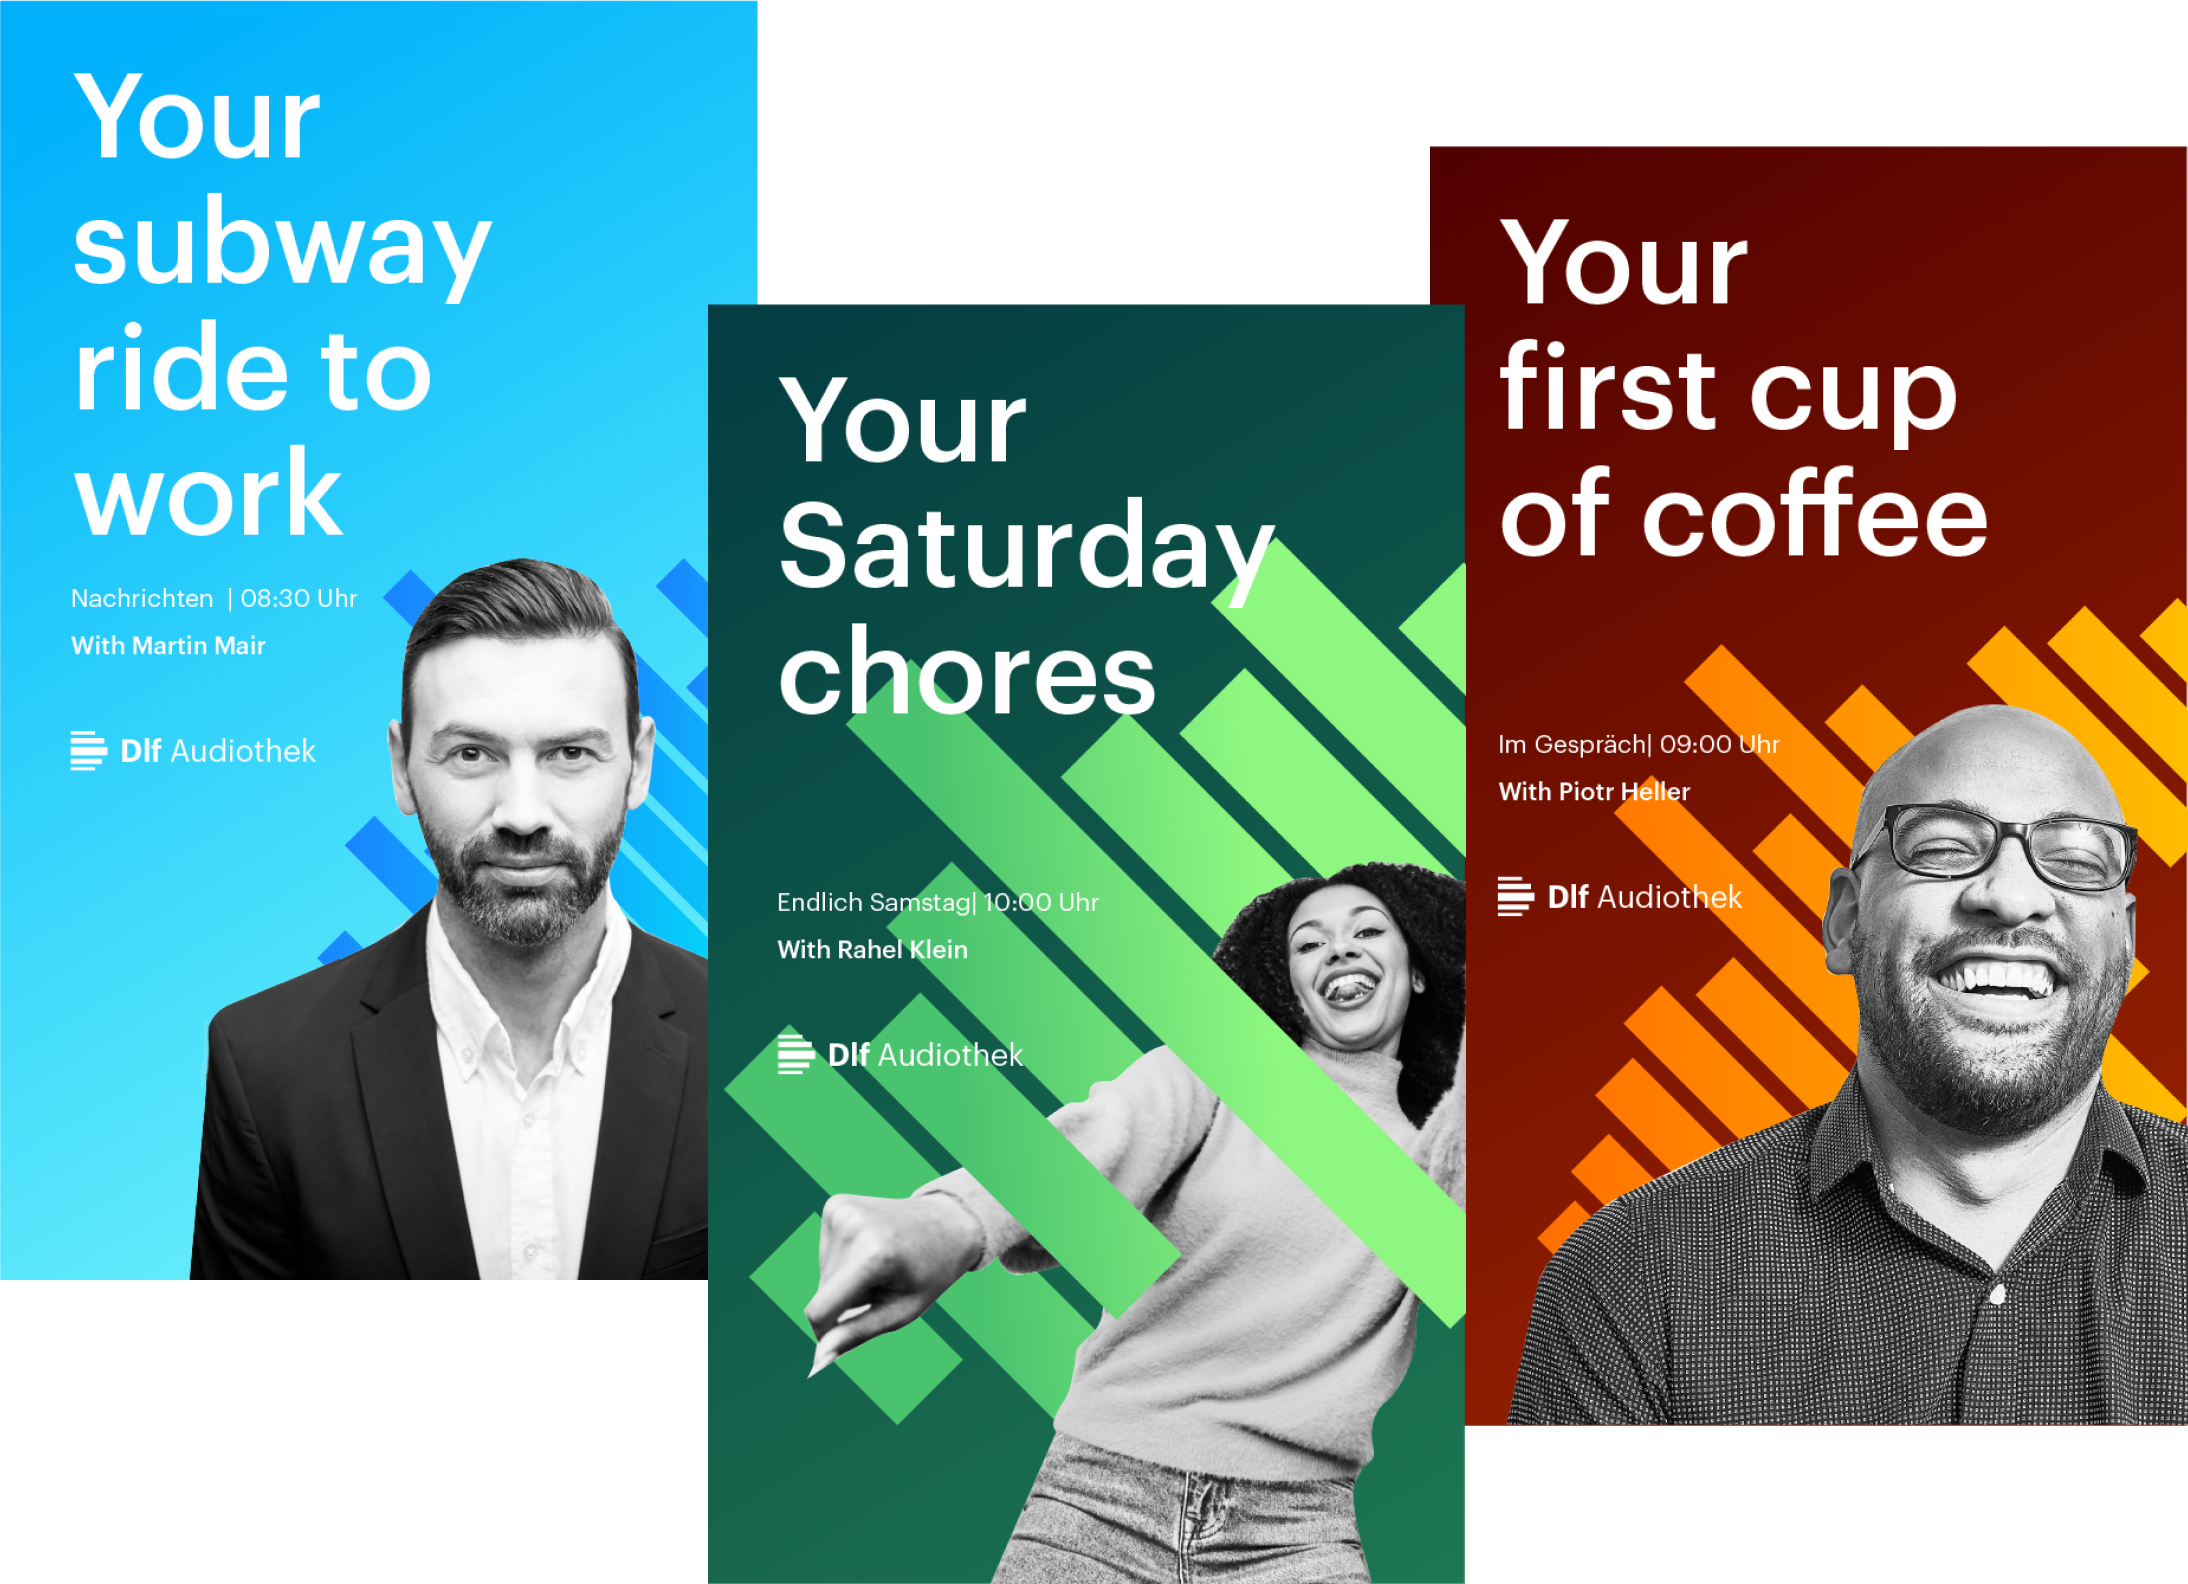 Your
subway
ride to
work
Nachrichten | 08:30 Uhr
With Martin Mair
Dlf Audiothek
Your
Saturday
chores
Endlich Samstag| 10:00 Uhr
With Rahel Klein
Dlf Audiothek
Your
first cup
of coffee
Im Gespräch| 09:00 Uhr
With Piotr Heller
Dlf Audiothek